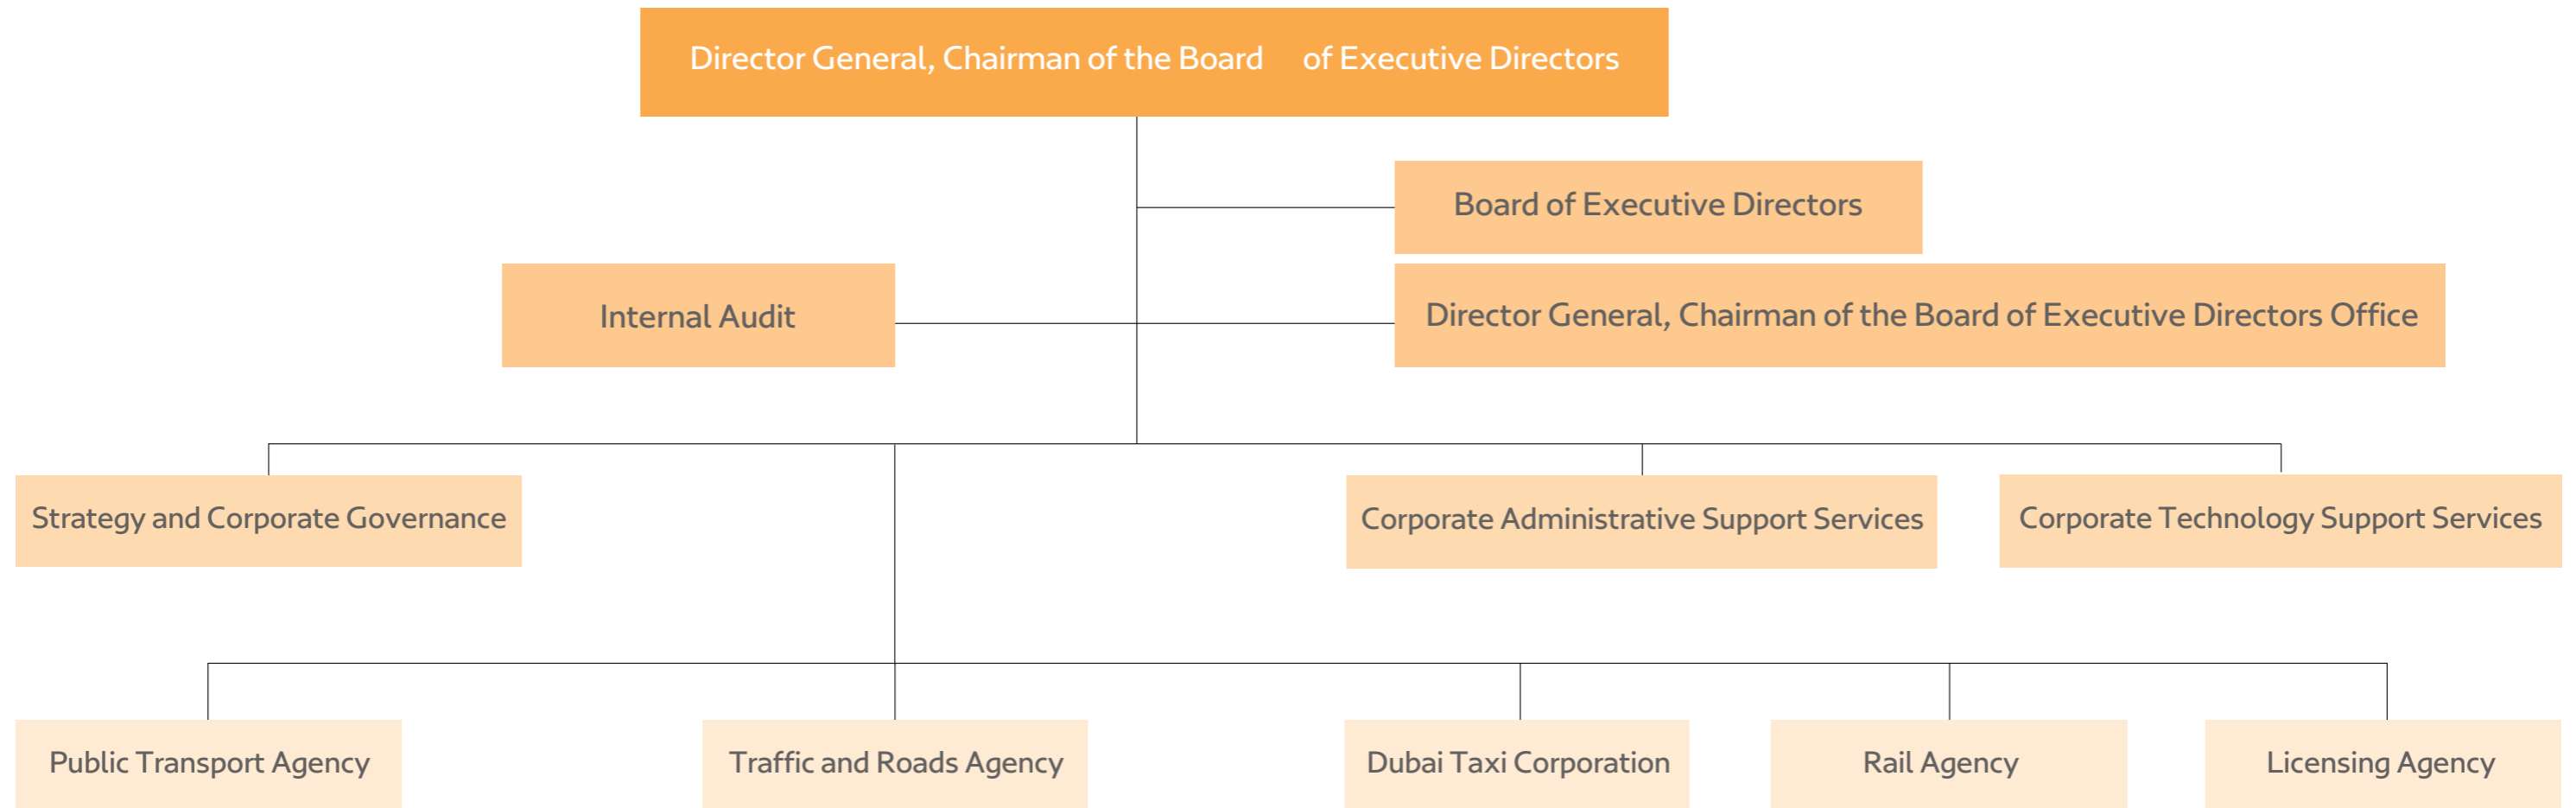 Director General, Chairman of the Board of Executive Directors
Board of Executive Directors
Internal Audit
Director General, Chairman of the Board of Executive Directors Office
Strategy and Corporate Governance
Corporate Administrative Support Services
Corporate Technology Support Services
Public Transport Agency
Traffic and Roads Agency
Dubai Taxi Corporation
Rail Agency
Licensing Agency